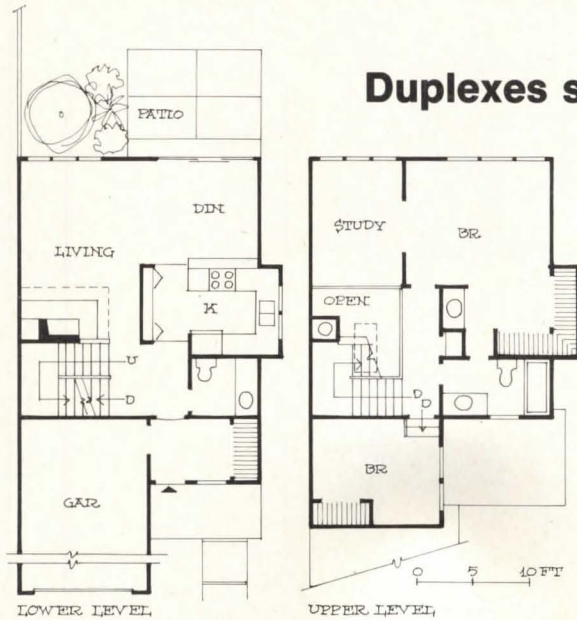 Duplexes s
PATIO
DIN
LIVING
K
U
D
GAR
LOWER LEVEL
STUDY
BR
OPEN
D
D
BR
0 5 10 FT
UPPER LEVEL